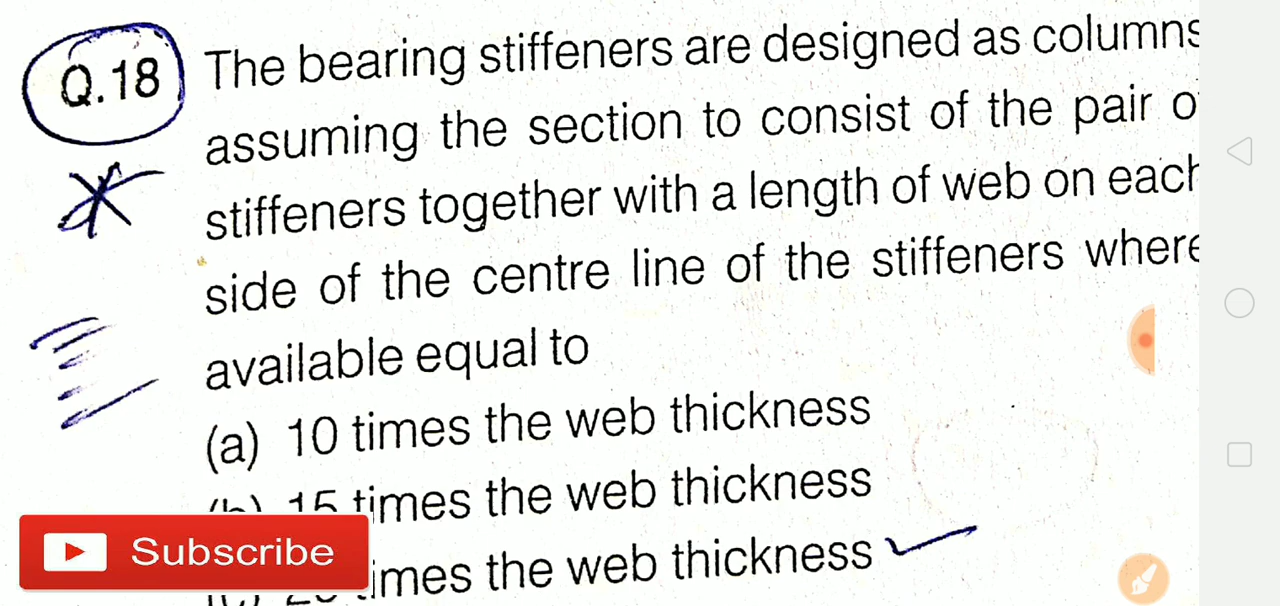 Q.18 The bearing stiffeners are designed as columns
assuming the section to consist of the pair
stiffeners together with a length of web on each
side of the centre line of the stiffeners where
available equal to
(a) 10 times the web thickness
15 times the web thickness
times the web thickness
Subscribe